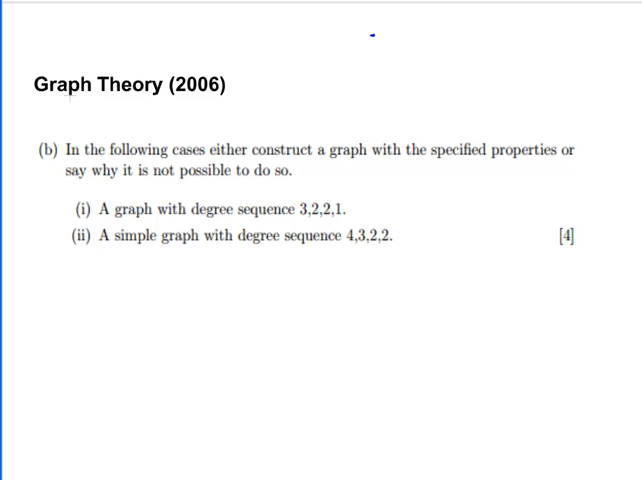 Graph Theory (2006)
(b) In the following cases either construct a graph with the specified properties or
say why it is not possible to do so.
(i) A graph with degree sequence 3,2,2,1.
(ii) A simple graph with degree sequence 4,3,2,2. [4]